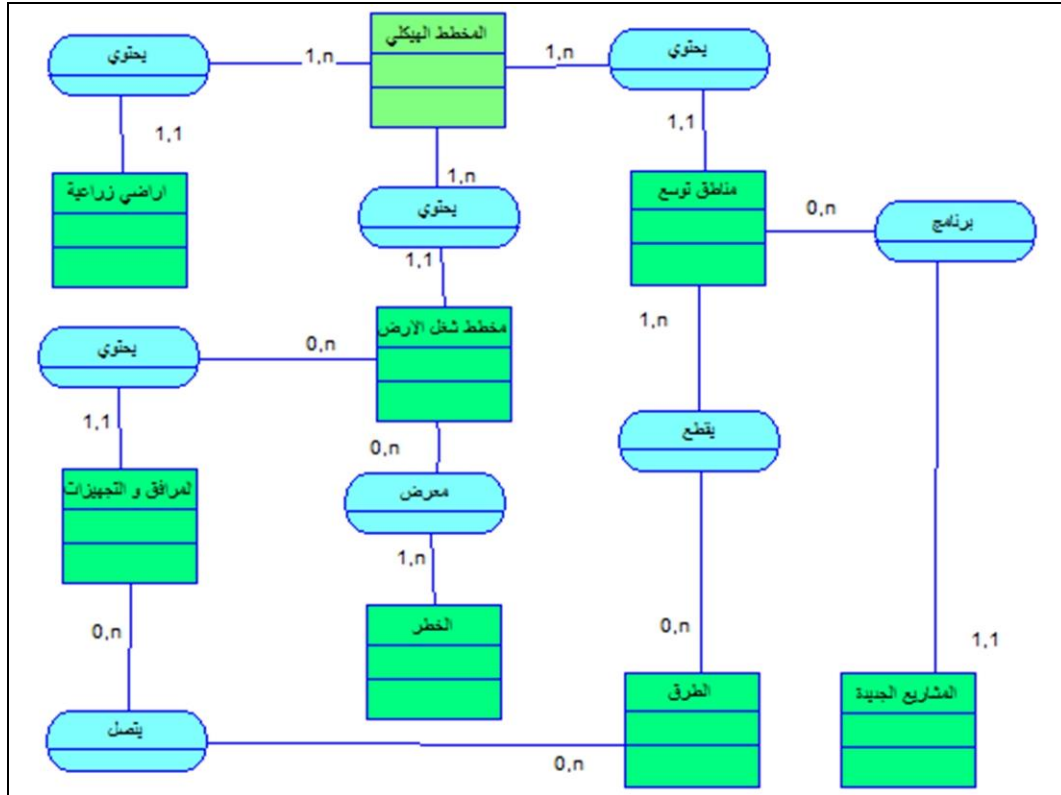 المخطط الهيكلي
يحتوي
1,n
1,n
يحتوي
1,1
1,1
1,n
اراضي زراعية
مناطق توسع
يحتوي
0,n
برنامج
1,1
مخطط شغل الارض
1,n
يحتوي
0,n
1,1
يقطع
0,n
لمرافق و التجهيزات
معرض
1,n
الخطر
0,n
0,n
1,1
الطرق
المشاريع الجديدة
يتصل
0,n